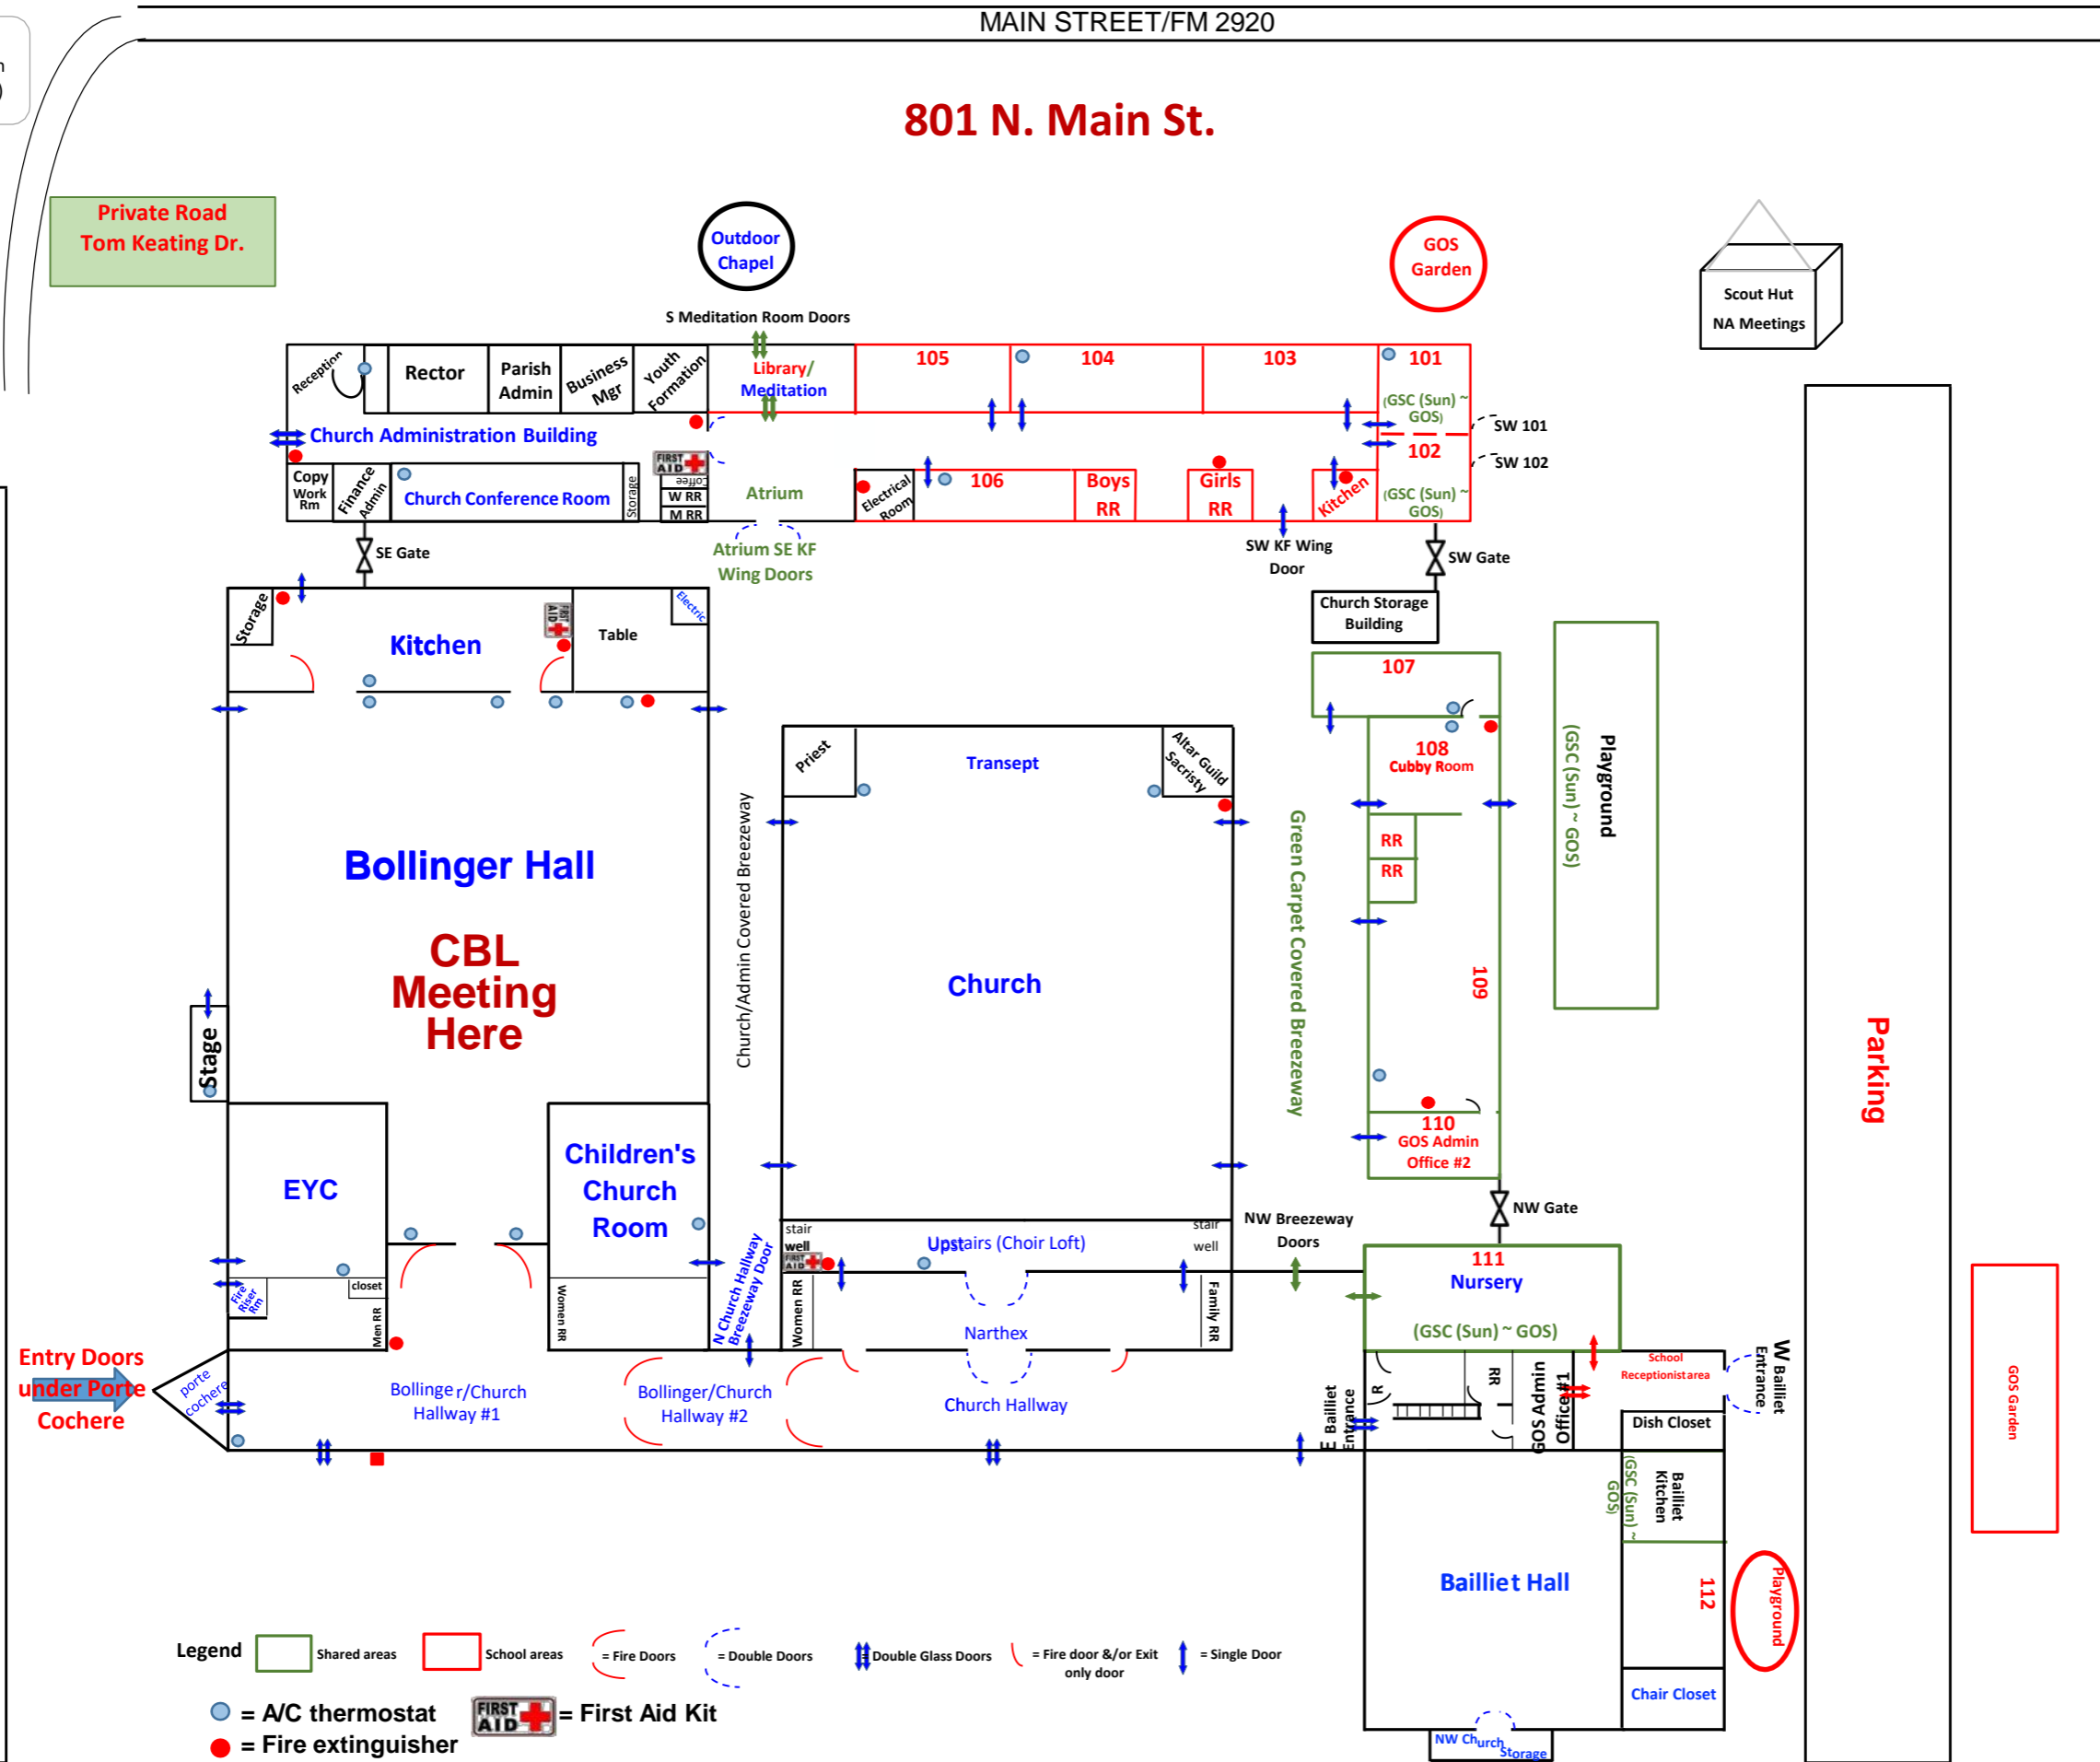 MAIN STREET/FM 2920
n
)
801 N. Main St.
Private Road
Tom Keating Dr.
Outdoor
Chapel
GOS
Garden
Scout Hut
NA Meetings
S Meditation Room Doors
Reception
Rector
Parish
Admin
Business
Mgr
Youth
Formation
Library/
Meditation
105
104
103
101
(GSC (Sun) ~
GOS)
SW 101
Church Administration Building
102
SW 102
(GSC (Sun) ~
GOS)
Copy
Work
Rm
Finance
Admin
Church Conference Room
Storage
FIRST
AID
Coffee
W RR
M RR
Atrium
Electrical
Room
106
Boys
RR
Girls
RR
Kitchen
SE Gate
Atrium SE KF
Wing Doors
SW KF Wing
Door
SW Gate
Church Storage
Building
Storage
Kitchen
FIRST
AID
Table
Electric
107
108
Cubby Room
RR
RR
109
110
GOS Admin
Office #2
Playground
(GSC (Sun) ~ GOS)
Priest
Transept
Altar Guild
Sacristy
Church/Admin Covered Breezeway
Green Carpet Covered Breezeway
Bollinger Hall
CBL
Meeting
Here
Church
Stage
Parking
EYC
Children's
Church
Room
NW Gate
stair
well
FIRST
AID
Upstairs (Choir Loft)
stair
well
NW Breezeway
Doors
N Church Hallway
Breezeway Door
111
Nursery
(GSC (Sun) ~ GOS)
Fire
Riser
Rm
closet
Men RR
Women RR
Women RR
Narthex
Family RR
Entry Doors
under Porte
Cochere
porte
cochere
Bollinger/Church
Hallway #1
Bollinger/Church
Hallway #2
Church Hallway
E Bailliet
Entrance
R
RR
GOS Admin
Office#1
School
Receptionist area
W Bailliet
Entrance
Dish Closet
GOS Garden
Bailliet
Kitchen
(GSC (Sun) ~
GOS)
Bailliet Hall
112
Playground
Chair Closet
NW Church
Storage
Legend
Shared areas
School areas
= Fire Doors
= Double Doors
= Double Glass Doors
= Fire door &/or Exit
only door
= Single Door
= A/C thermostat
FIRST
AID
= First Aid Kit
= Fire extinguisher